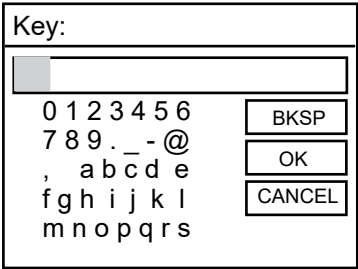 Key:
0 1 2 3 4 5 6
7 8 9 . _ - @
, a b c d e
f g h i j k l
m n o p q r s
BKSP
OK
CANCEL